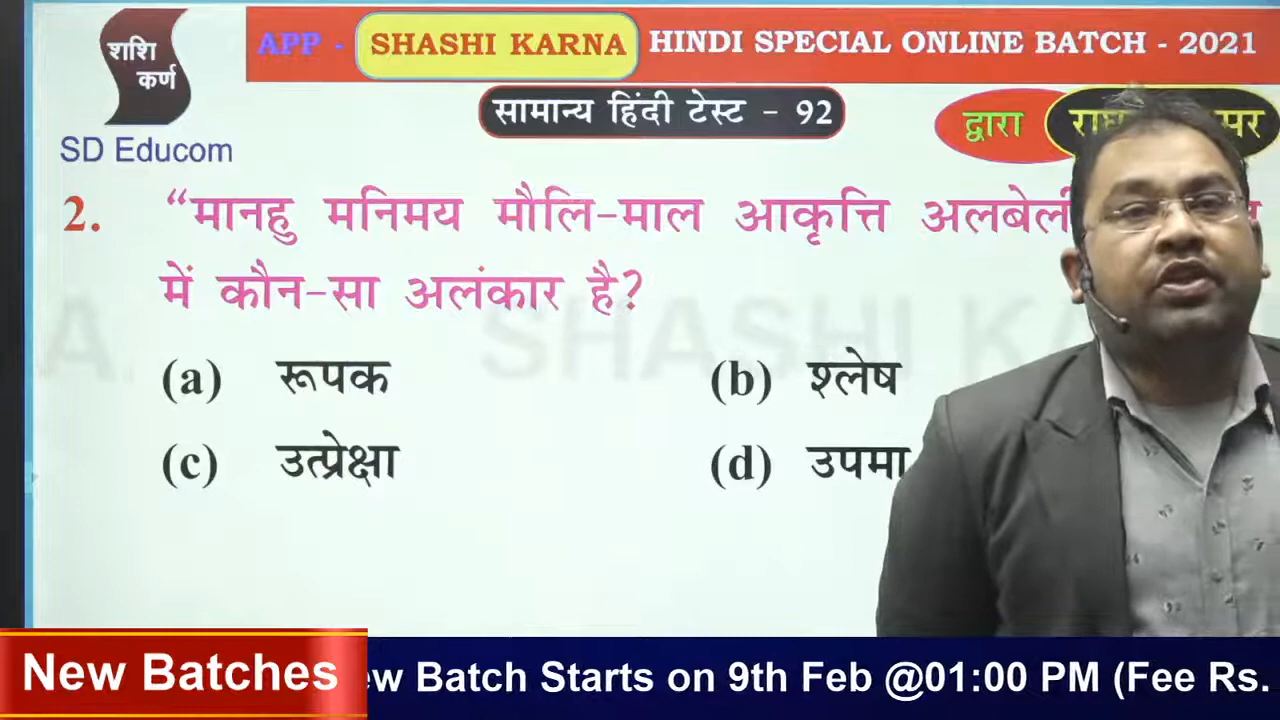 शशि
कर्ण
SD Educom
APP - SHASHI KARNA HINDI SPECIAL ONLINE BATCH - 2021
सामान्य हिंदी टेस्ट - 92
द्वारा
2. “मानहु मनिमय मौलि-माल आकृत्ति
में कौन-सा अलंकार है?
SHASHI
(a) रूपक
(b) श्लेष
(c) उत्प्रेक्षा
(d) उपमा
New Batches
Batch Starts on 9th Feb @01:00 PM (Fee Rs.